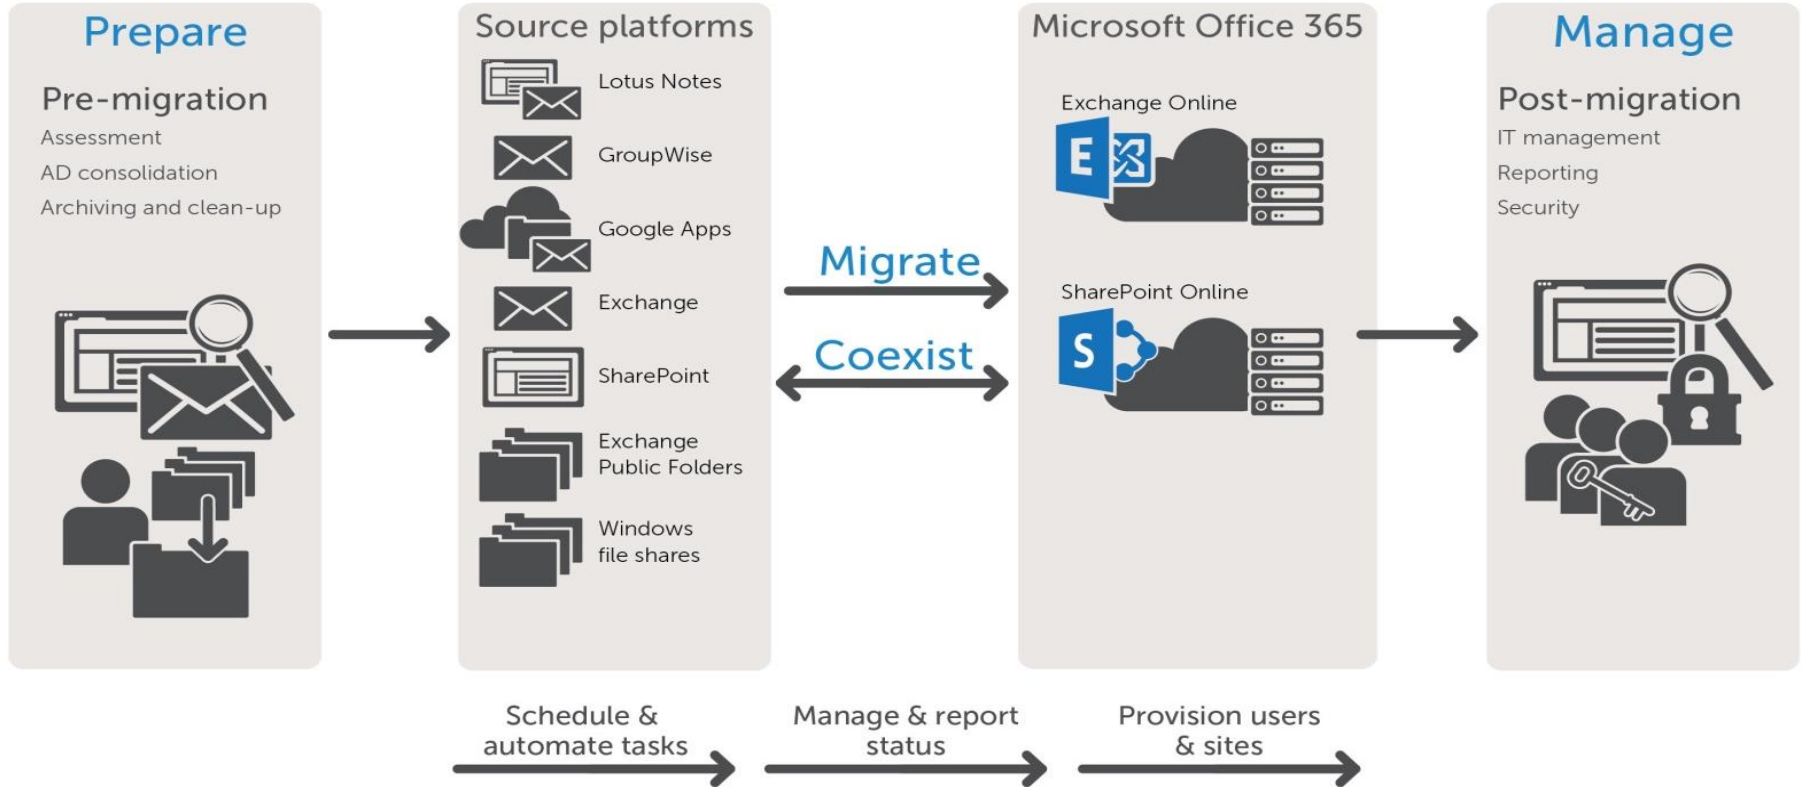 Prepare
Pre-migration
Assessment
AD consolidation
Archiving and clean-up
Source platforms
Lotus Notes
GroupWise
Google Apps
Exchange
SharePoint
Exchange
Public Folders
Windows
file shares
Migrate
Coexist
Microsoft Office 365
Exchange Online
E
SharePoint Online
S
Manage
Post-migration
IT management
Reporting
Security
Schedule &
automate tasks
Manage & report
status
Provision users
& sites